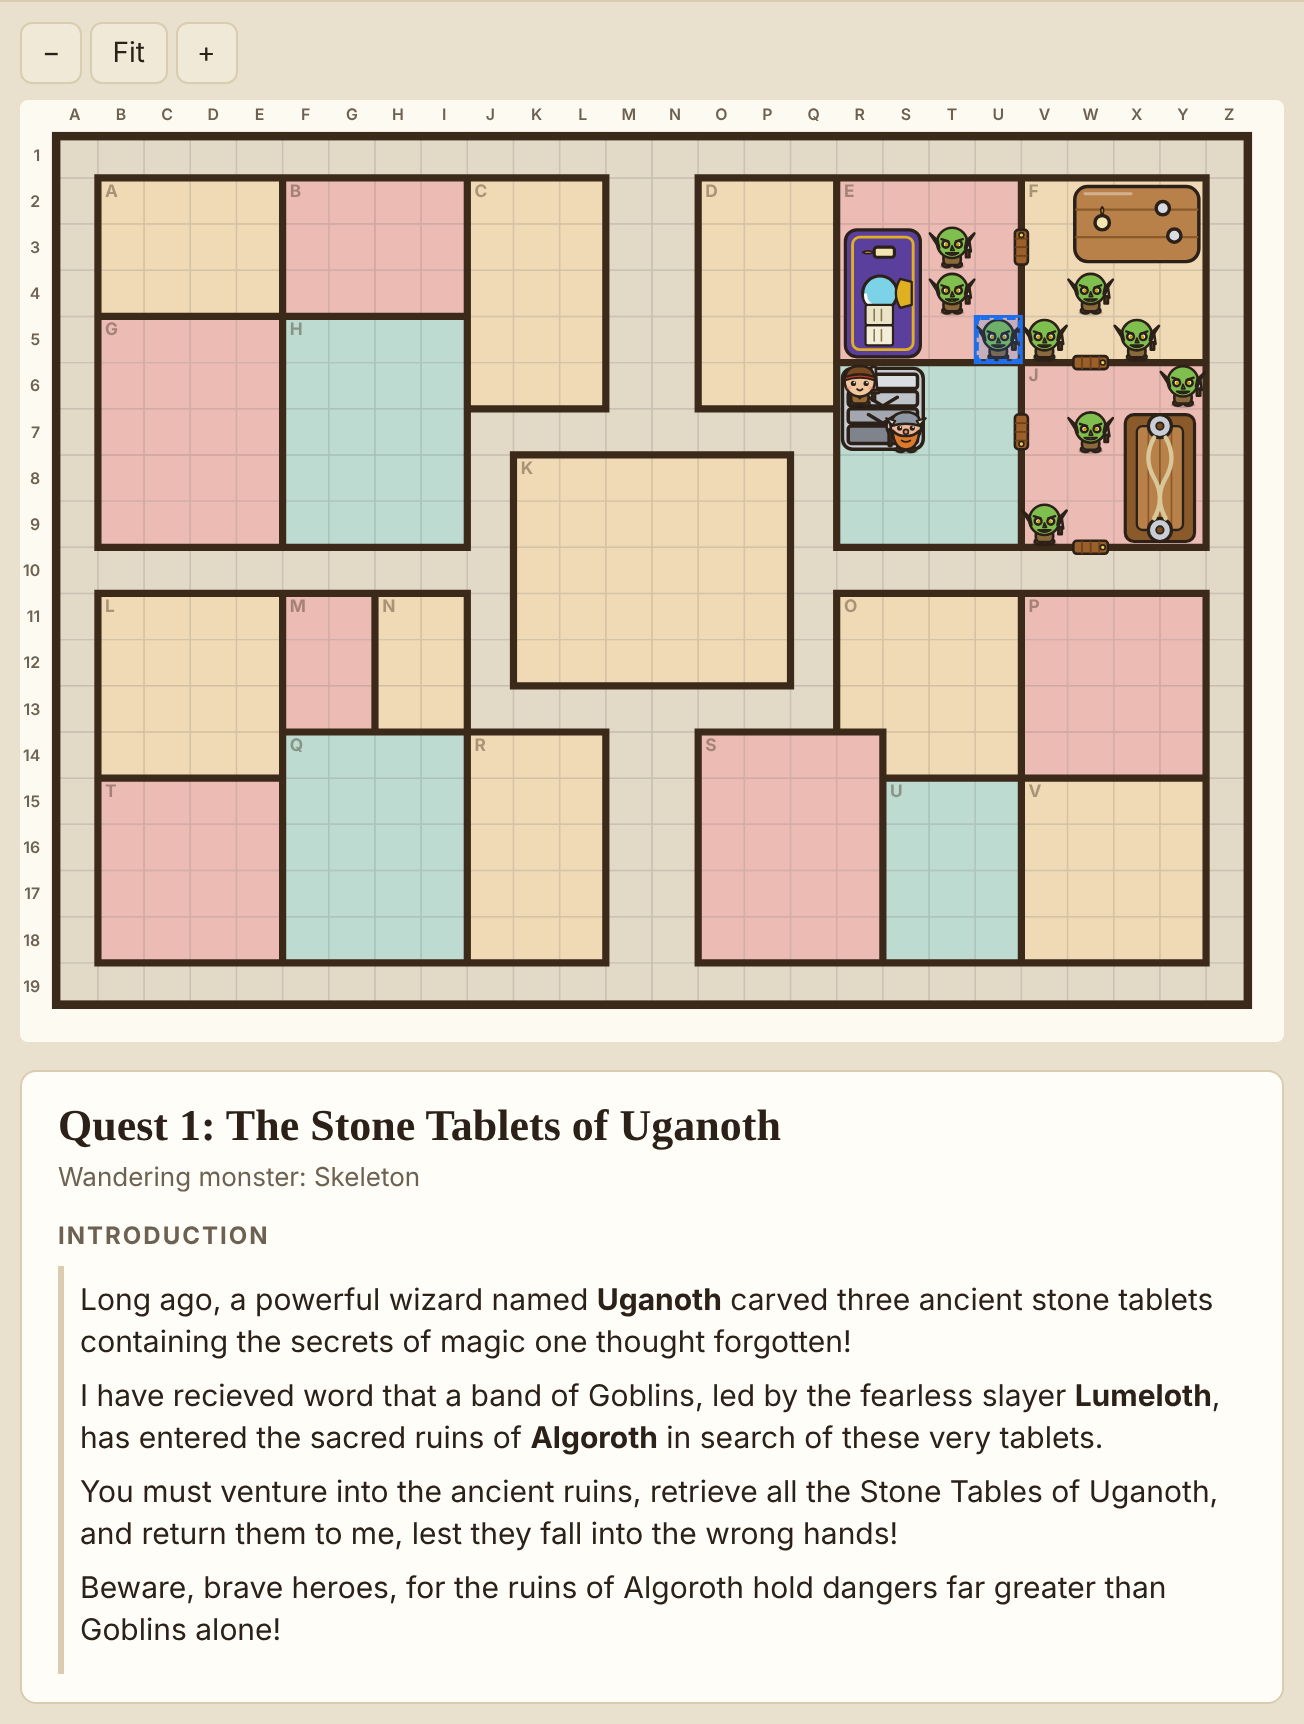 − Fit +
A B C D E F G H I J K L M N O P Q R S T U V W X Y Z
1
2 A B C D E F
3
4
5 G H
6 J
7
8 K
9
10
11 L M N O P
12
13
14 Q R S
15 T U V
16
17
18
19
Quest 1: The Stone Tablets of Uganoth
Wandering monster: Skeleton
INTRODUCTION
Long ago, a powerful wizard named Uganoth carved three ancient stone tablets
containing the secrets of magic one thought forgotten!
I have recieved word that a band of Goblins, led by the fearless slayer Lumeloth,
has entered the sacred ruins of Algoroth in search of these very tablets.
You must venture into the ancient ruins, retrieve all the Stone Tables of Uganoth,
and return them to me, lest they fall into the wrong hands!
Beware, brave heroes, for the ruins of Algoroth hold dangers far greater than
Goblins alone!